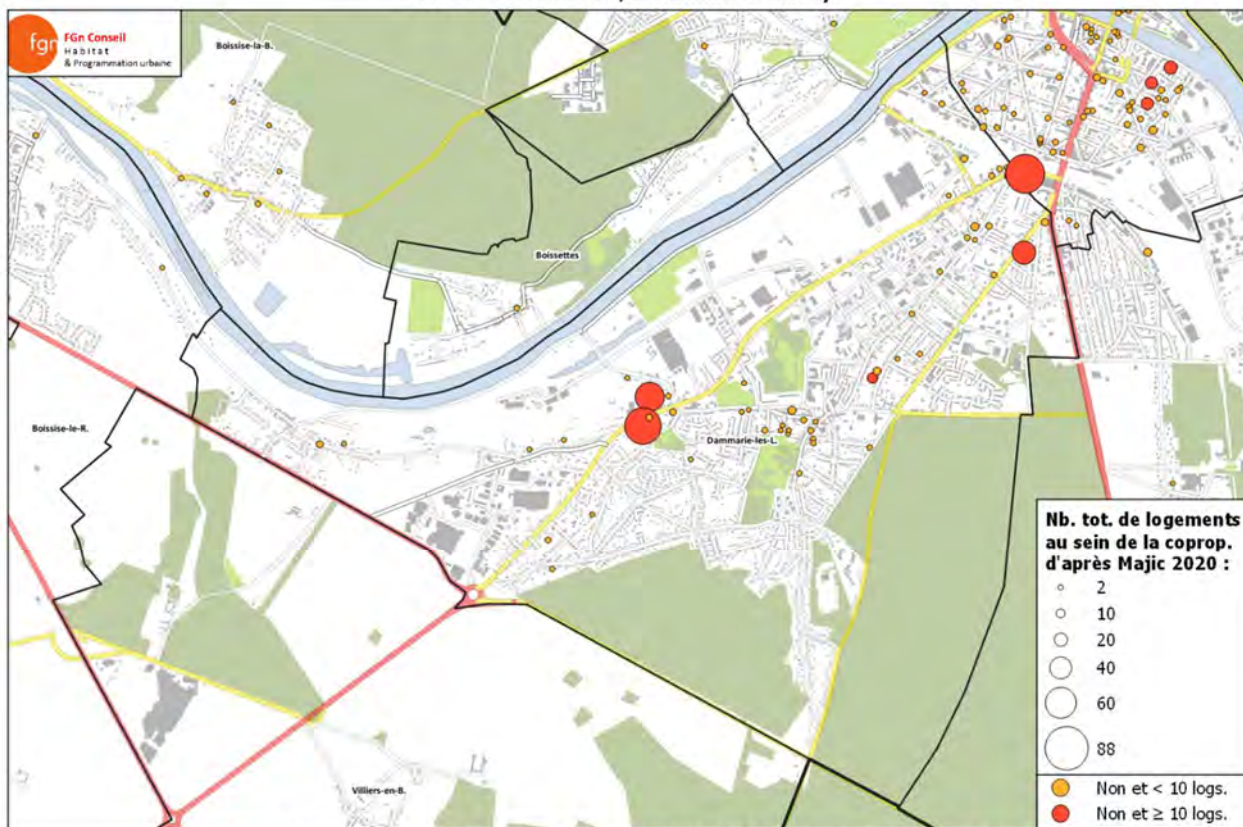 fgn
FGn Conseil
Habitat
& Programmation urbaine
Boissise-la-B.
Boissettes
Boissise-le-R.
Dammarie-les-L.
Villiers-en-B.
Nb. tot. de logements
au sein de la coprop.
d'après Majic 2020 :
2
10
20
40
60
88
Non et < 10 logs.
Non et ≥ 10 logs.